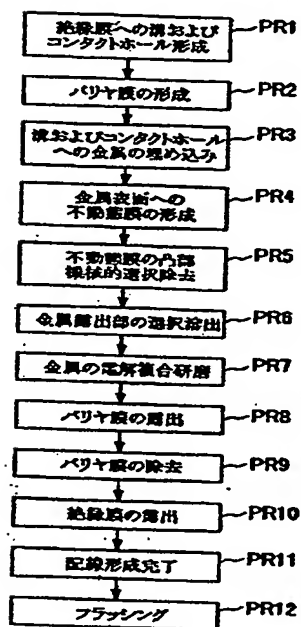 絶縁膜への溝および
コンタクトホール形成
PR1
バリヤ膜の形成
PR2
溝およびコンタクトホール
への金属の埋め込み
PR3
金属表面への
不動態膜の形成
PR4
不動態膜の凸部
機械的選択除去
PR5
金属露出部の選択溶出
PR6
金属の電解複合研磨
PR7
バリヤ膜の露出
PR8
バリヤ膜の除去
PR9
絶縁膜の露出
PR10
配線形成完了
PR11
フラッシング
PR12